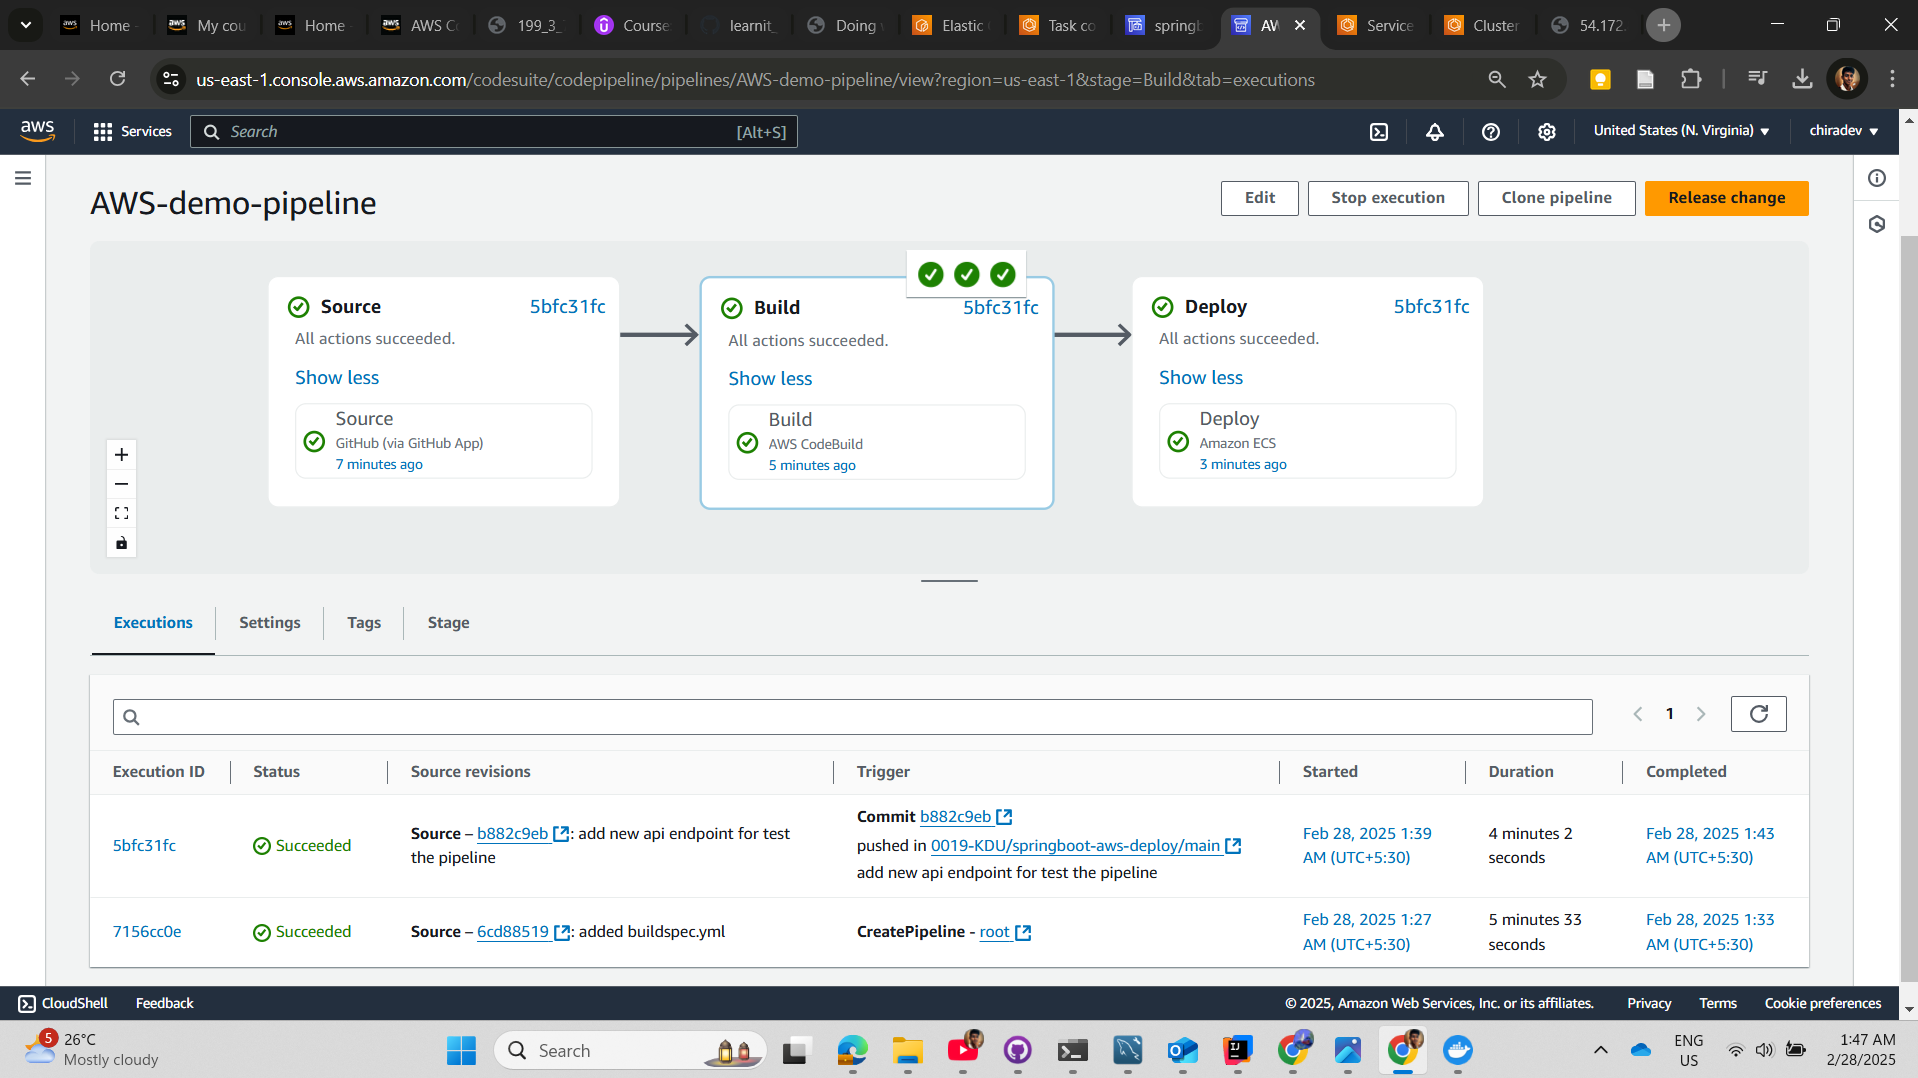 Home
My cou
Home
AWS Co
199_3_
Course
learnit_
Doing
Elastic
Task co
springb
AW
Service
Cluster
54.172.
us-east-1.console.aws.amazon.com/codesuite/codepipeline/pipelines/AWS-demo-pipeline/view?region=us-east-1&stage=Build&tab=executions
aws
Services
Search
[Alt+S]
United States (N. Virginia)
chiradev
AWS-demo-pipeline
Edit
Stop execution
Clone pipeline
Release change
Source
5bfc31fc
All actions succeeded.
Show less
Source
GitHub (via GitHub App)
7 minutes ago
Build
5bfc31fc
All actions succeeded.
Show less
Build
AWS CodeBuild
5 minutes ago
Deploy
5bfc31fc
All actions succeeded.
Show less
Deploy
Amazon ECS
3 minutes ago
Executions
Settings
Tags
Stage
1
Execution ID
Status
Source revisions
Trigger
Started
Duration
Completed
5bfc31fc
Succeeded
Source – b882c9eb : add new api endpoint for test
the pipeline
Commit b882c9eb
pushed in 0019-KDU/springboot-aws-deploy/main
add new api endpoint for test the pipeline
Feb 28, 2025 1:39
AM (UTC+5:30)
4 minutes 2
seconds
Feb 28, 2025 1:43
AM (UTC+5:30)
7156cc0e
Succeeded
Source – 6cd88519 : added buildspec.yml
CreatePipeline - root
Feb 28, 2025 1:27
AM (UTC+5:30)
5 minutes 33
seconds
Feb 28, 2025 1:33
AM (UTC+5:30)
CloudShell
Feedback
© 2025, Amazon Web Services, Inc. or its affiliates.
Privacy
Terms
Cookie preferences
5
26°C
Mostly cloudy
Search
ENG
US
1:47 AM
2/28/2025